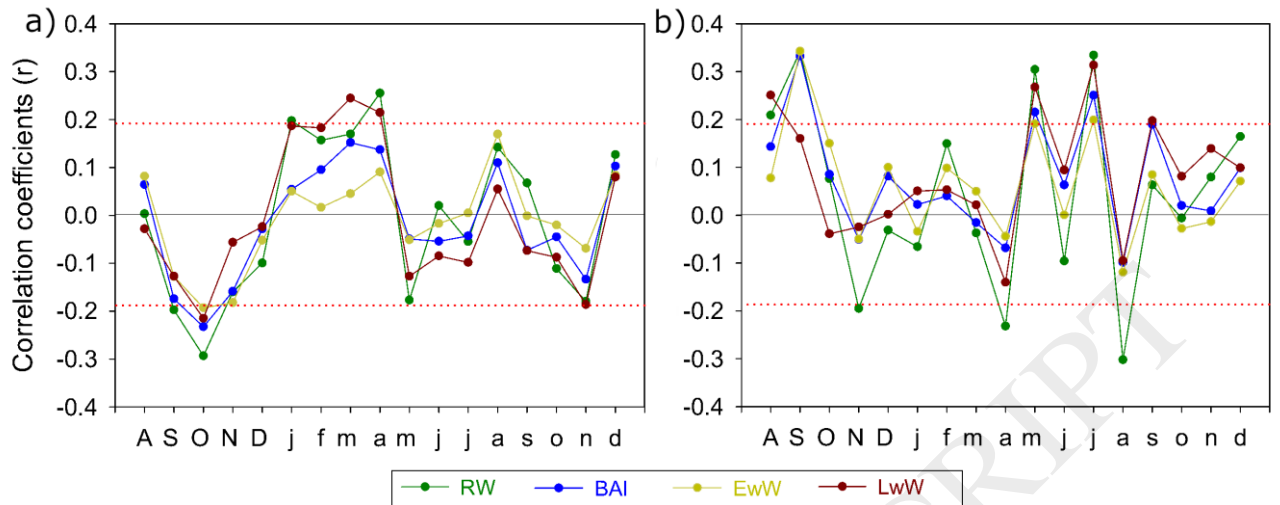 a)
b)
Correlation coefficients (r)
0.4
0.3
0.2
0.1
0.0
-0.1
-0.2
-0.3
-0.4
A S O N D j f m a m j j a s o n d
0.4
0.3
0.2
0.1
0.0
-0.1
-0.2
-0.3
-0.4
A S O N D j f m a m j j a s o n d
RIPT
RW BAI EwW LwW